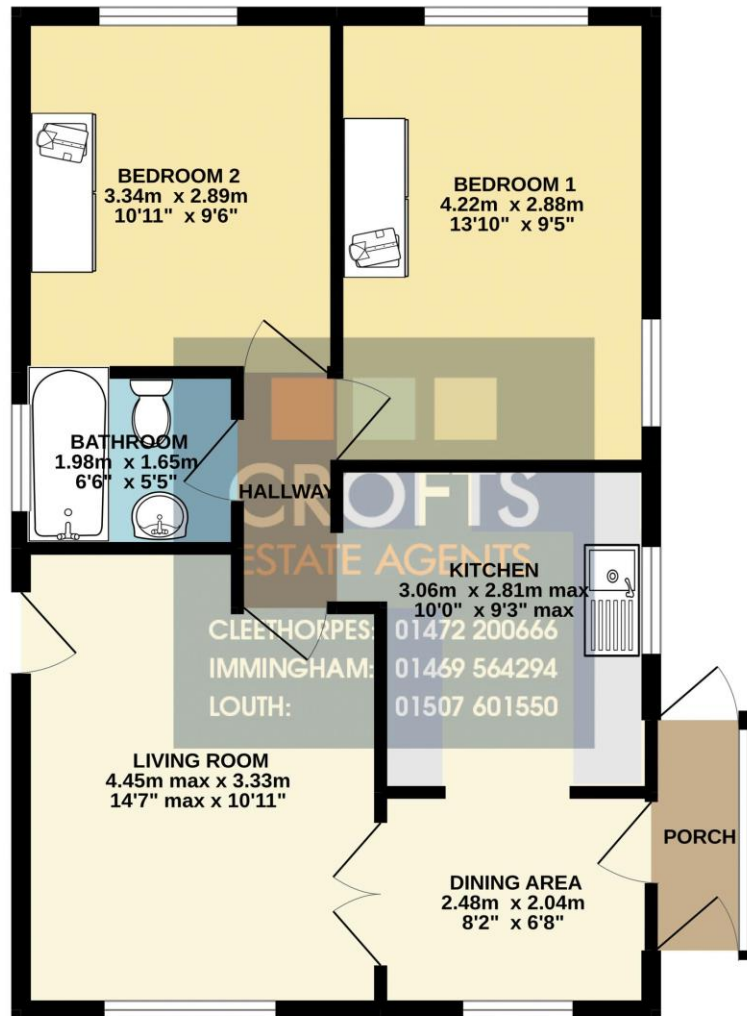 BEDROOM 2
3.34m x 2.89m
10'11" x 9'6"
BEDROOM 1
4.22m x 2.88m
13'10" x 9'5"
BATHROOM
1.98m x 1.65m
6'6" x 5'5"
HALLWAY
CROFTS
ESTATE AGENTS
KITCHEN
3.06m x 2.81m max
10'0" x 9'3" max
CLEETHORPES: 01472 200666
IMMINGHAM: 01469 564294
LOUTH: 01507 601550
LIVING ROOM
4.45m max x 3.33m
14'7" max x 10'11"
DINING AREA
2.48m x 2.04m
8'2" x 6'8"
PORCH